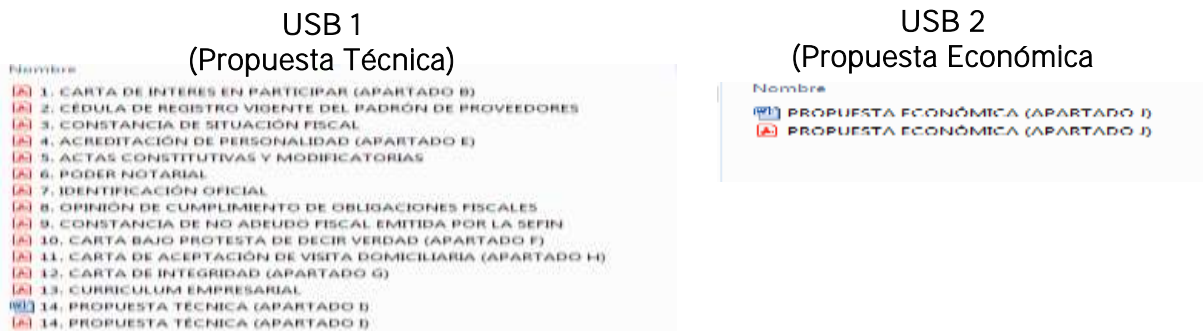 USB 1
(Propuesta Técnica)
Nombre
1. CARTA DE INTERES EN PARTICIPAR (APARTADO B)
2. CÉDULA DE REGISTRO VIGENTE DEL PADRÓN DE PROVEEDORES
3. CONSTANCIA DE SITUACIÓN FISCAL
4. ACREDITACIÓN DE PERSONALIDAD (APARTADO E)
5. ACTAS CONSTITUTIVAS Y MODIFICATORIAS
6. PODER NOTARIAL
7. IDENTIFICACIÓN OFICIAL
8. OPINIÓN DE CUMPLIMIENTO DE OBLIGACIONES FISCALES
9. CONSTANCIA DE NO ADEUDO FISCAL EMITIDA POR LA SEFIN
10. CARTA BAJO PROTESTA DE DECIR VERDAD (APARTADO F)
11. CARTA DE ACEPTACIÓN DE VISITA DOMICILIARIA (APARTADO H)
12. CARTA DE INTEGRIDAD (APARTADO G)
13. CURRICULUM EMPRESARIAL
14. PROPUESTA TÉCNICA (APARTADO I)
14. PROPUESTA TÉCNICA (APARTADO I)
USB 2
(Propuesta Económica
Nombre
PROPUESTA ECONÓMICA (APARTADO J)
PROPUESTA ECONÓMICA (APARTADO J)